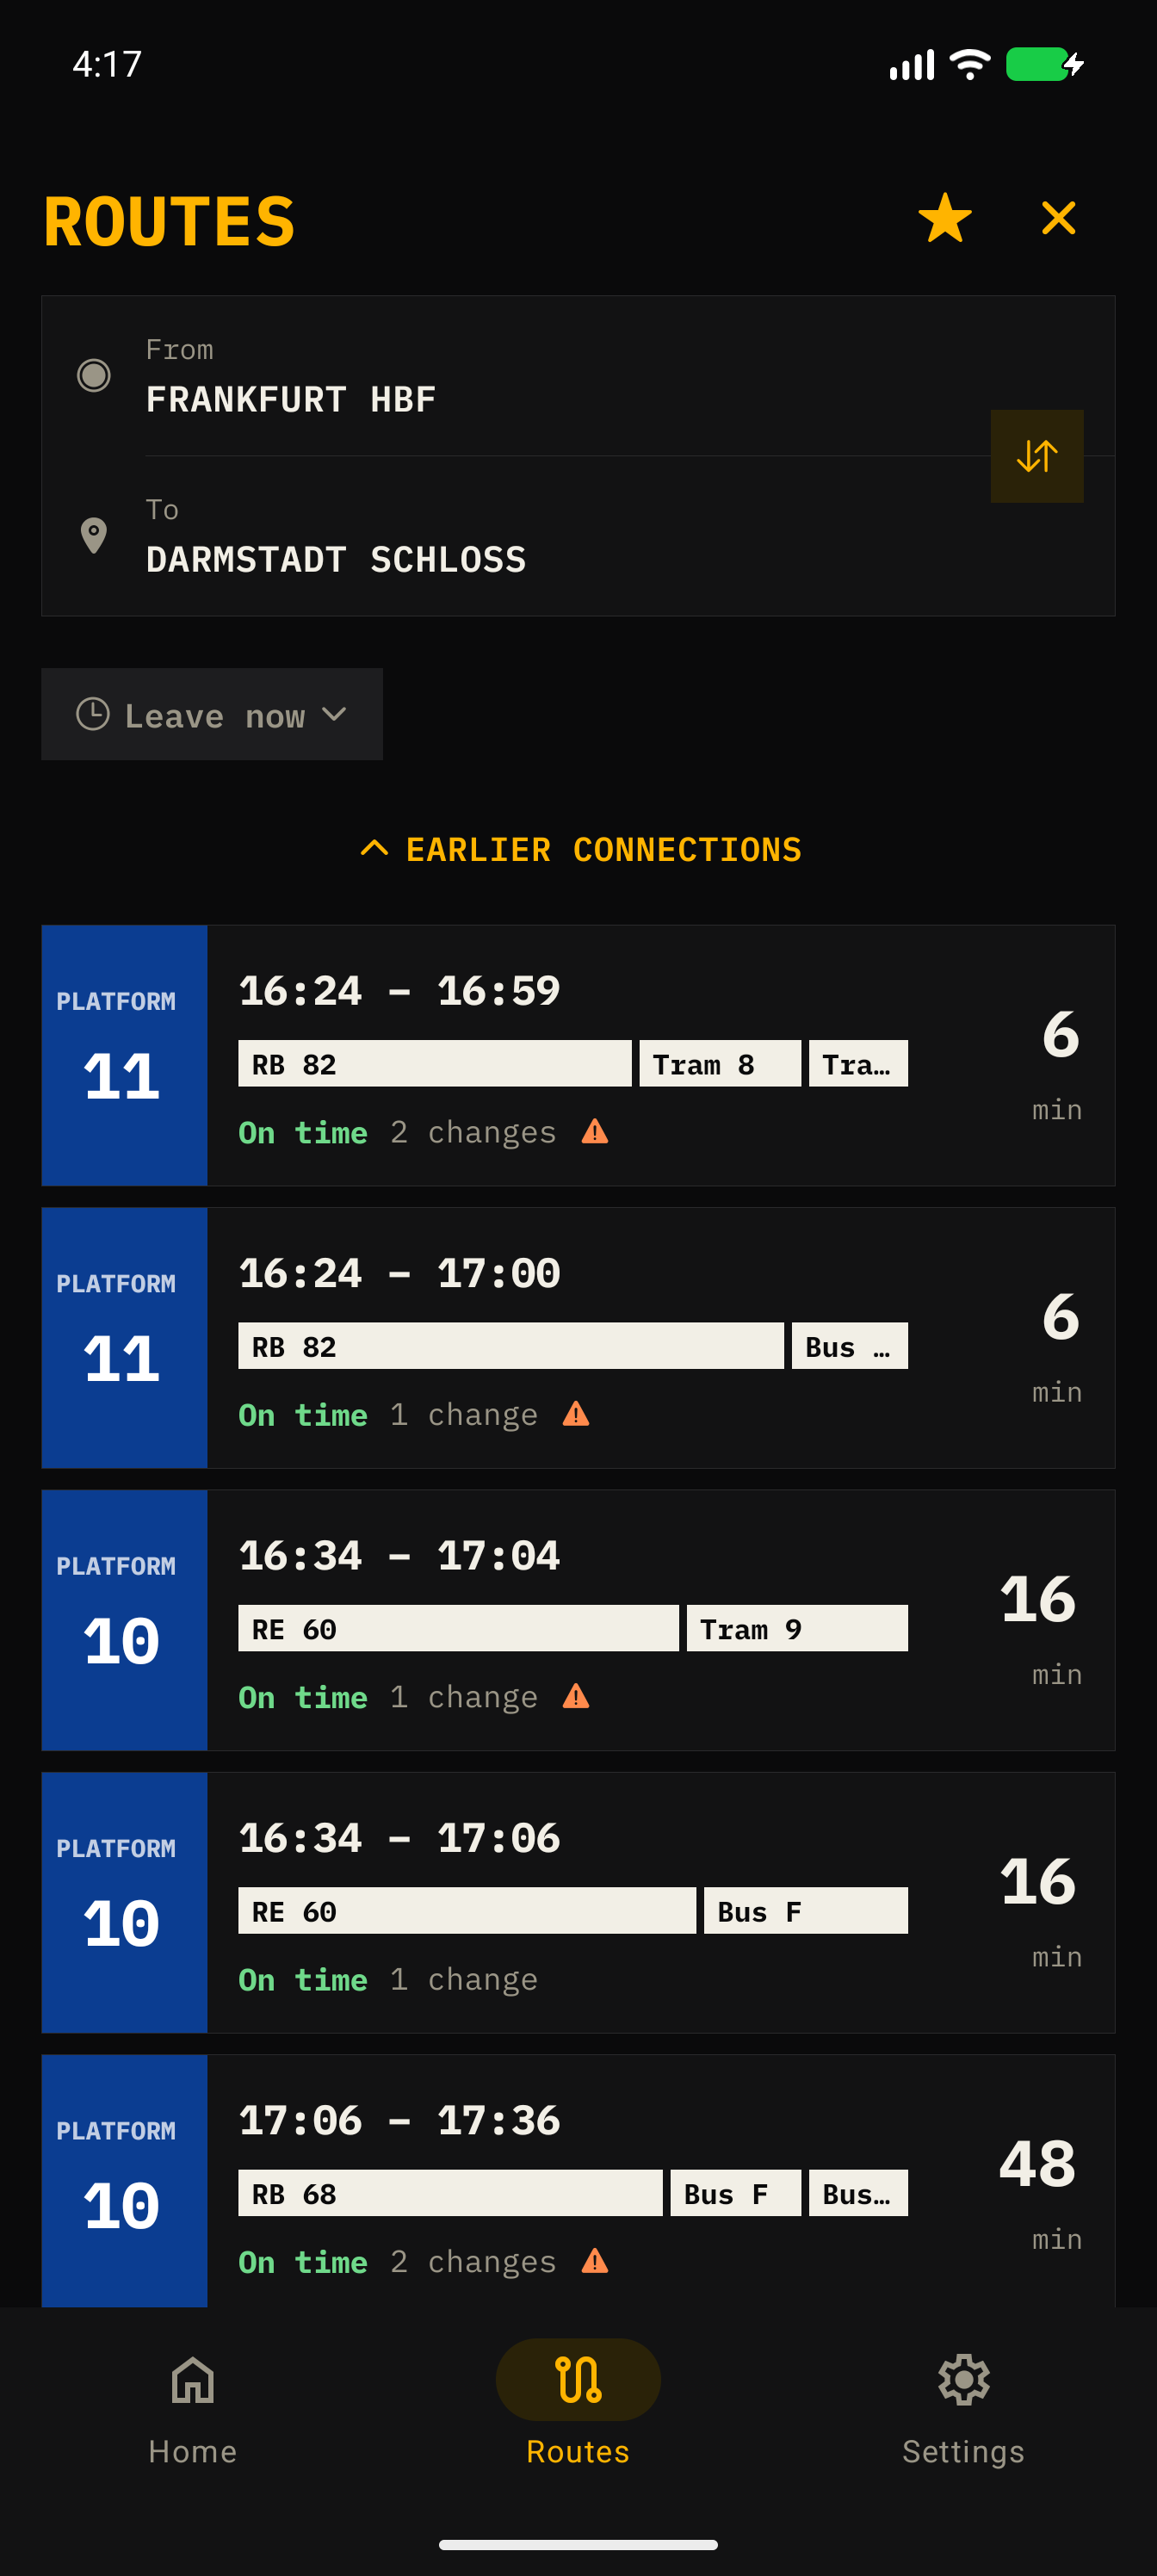 4:17
ROUTES
From
FRANKFURT HBF
To
DARMSTADT SCHLOSS
Leave now
EARLIER CONNECTIONS
PLATFORM
11
16:24 – 16:59
RB 82
Tram 8
Tra…
On time 2 changes
6
min
PLATFORM
11
16:24 – 17:00
RB 82
Bus …
On time 1 change
6
min
PLATFORM
10
16:34 – 17:04
RE 60
Tram 9
On time 1 change
16
min
PLATFORM
10
16:34 – 17:06
RE 60
Bus F
On time 1 change
16
min
PLATFORM
10
17:06 – 17:36
RB 68
Bus F
Bus…
On time 2 changes
48
min
Home
Routes
Settings